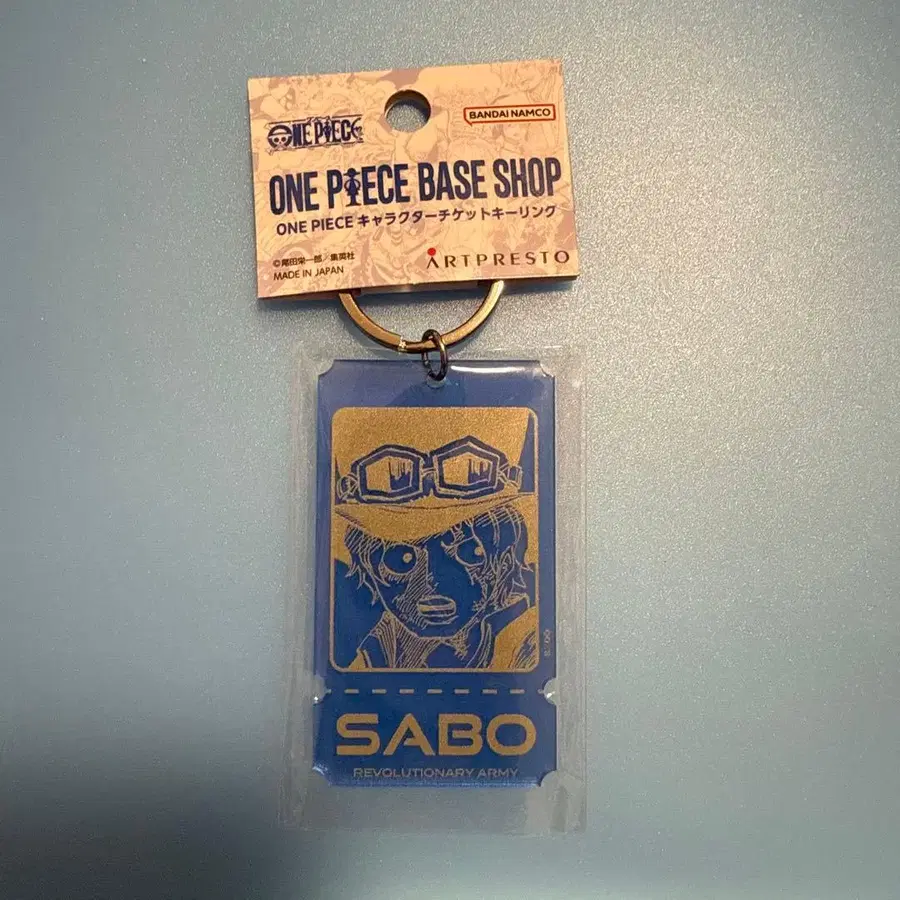 ONE PIECE
BANDAI NAMCO
ONE PIECE BASE SHOP
ONE PIECE キャラクターチケットキーリング
©尾田栄一郎/集英社
MADE IN JAPAN
ARTPRESTO
SABO
REVOLUTIONARY ARMY